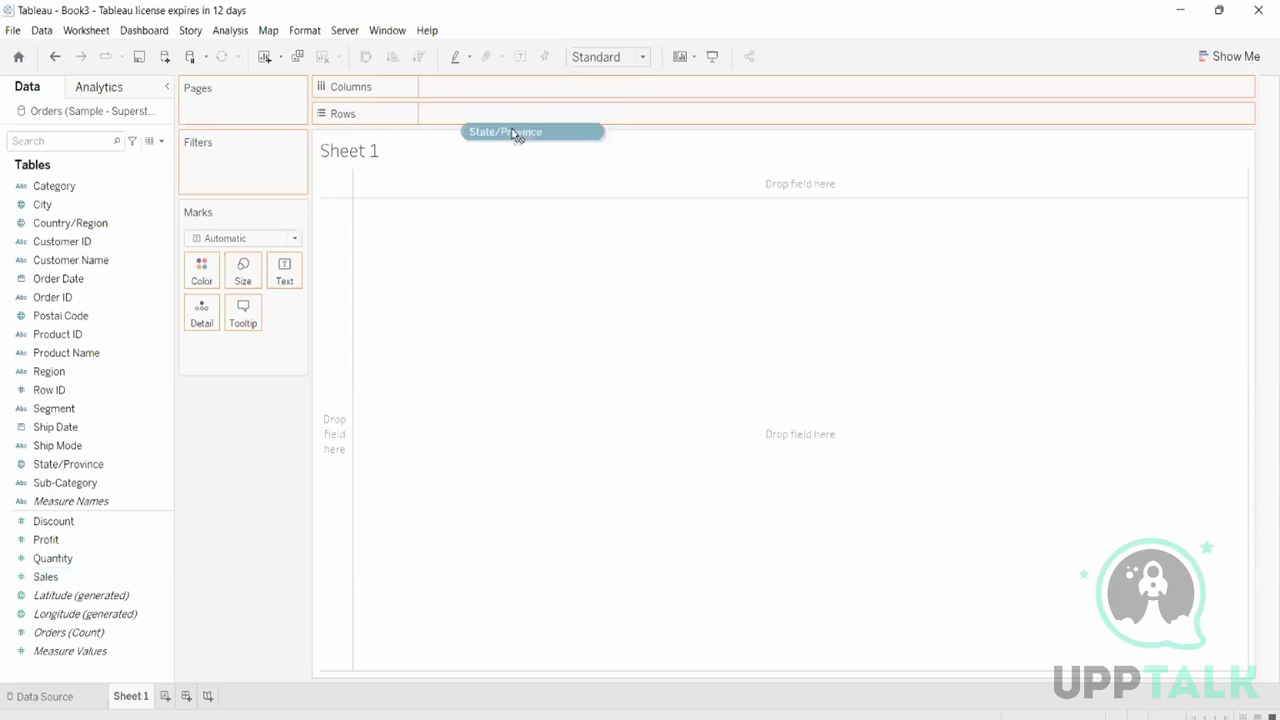 Tableau - Book3 - Tableau license expires in 12 days
File Data Worksheet Dashboard Story Analysis Map Format Server Window Help
Standard
Show Me
Data Analytics
Orders (Sample - Superst...
Search
Tables
Category
City
Country/Region
Customer ID
Customer Name
Order Date
Order ID
Postal Code
Product ID
Product Name
Region
Row ID
Segment
Ship Date
Ship Mode
State/Province
Sub-Category
Measure Names
Discount
Profit
Quantity
Sales
Latitude (generated)
Longitude (generated)
Orders (Count)
Measure Values
Pages
Filters
Marks
Automatic
Color Size Text
Detail Tooltip
Columns
Rows
State/Province
Sheet 1
Drop field here
Drop
field
here
Drop field here
UPPTALK
Data Source Sheet 1